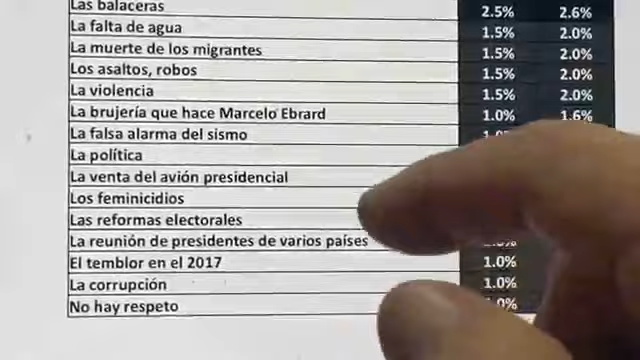 Las balaceras 2.5% 2.6%
La falta de agua 1.5% 2.0%
La muerte de los migrantes 1.5% 2.0%
Los asaltos, robos 1.5% 2.0%
La violencia 1.5% 2.0%
La brujería que hace Marcelo Ebrard 1.0% 1.6%
La falsa alarma del sismo
La política
La venta del avión presidencial
Los feminicidios
Las reformas electorales
La reunión de presidentes de varios países
El temblor en el 2017 1.0%
La corrupción 1.0%
No hay respeto